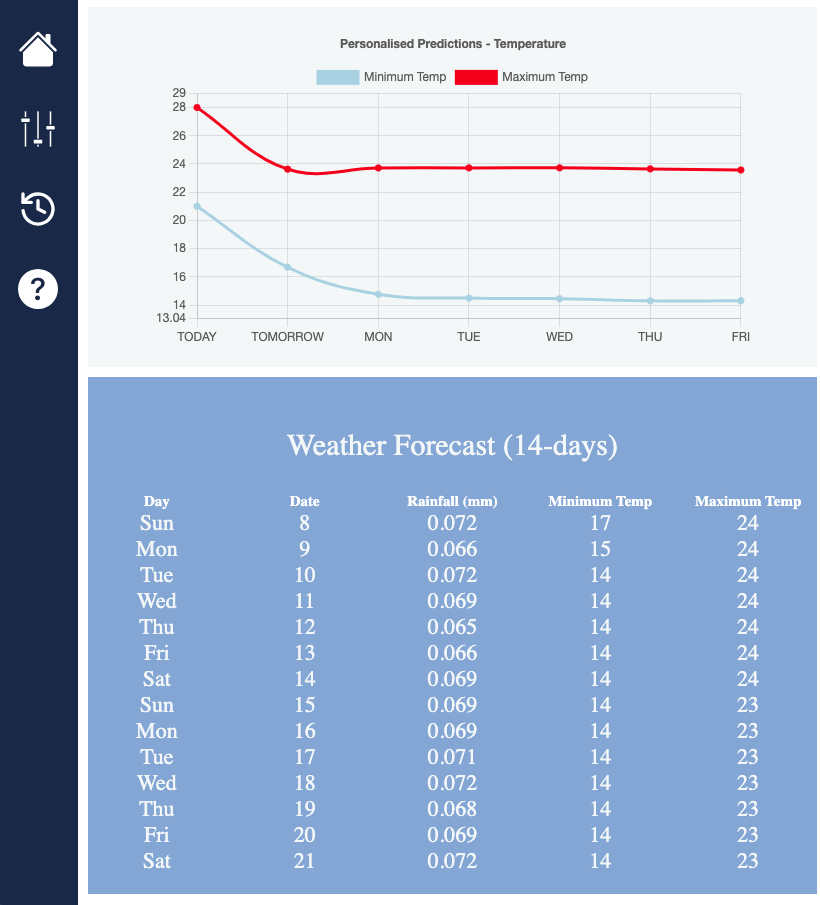 Personalised Predictions - Temperature
Minimum Temp Maximum Temp
29
28
26
24
22
20
18
16
14
13.04
TODAY TOMORROW MON TUE WED THU FRI
Weather Forecast (14-days)
Day Date Rainfall (mm) Minimum Temp Maximum Temp
Sun 8 0.072 17 24
Mon 9 0.066 15 24
Tue 10 0.072 14 24
Wed 11 0.069 14 24
Thu 12 0.065 14 24
Fri 13 0.066 14 24
Sat 14 0.069 14 24
Sun 15 0.069 14 23
Mon 16 0.069 14 23
Tue 17 0.071 14 23
Wed 18 0.072 14 23
Thu 19 0.068 14 23
Fri 20 0.069 14 23
Sat 21 0.072 14 23